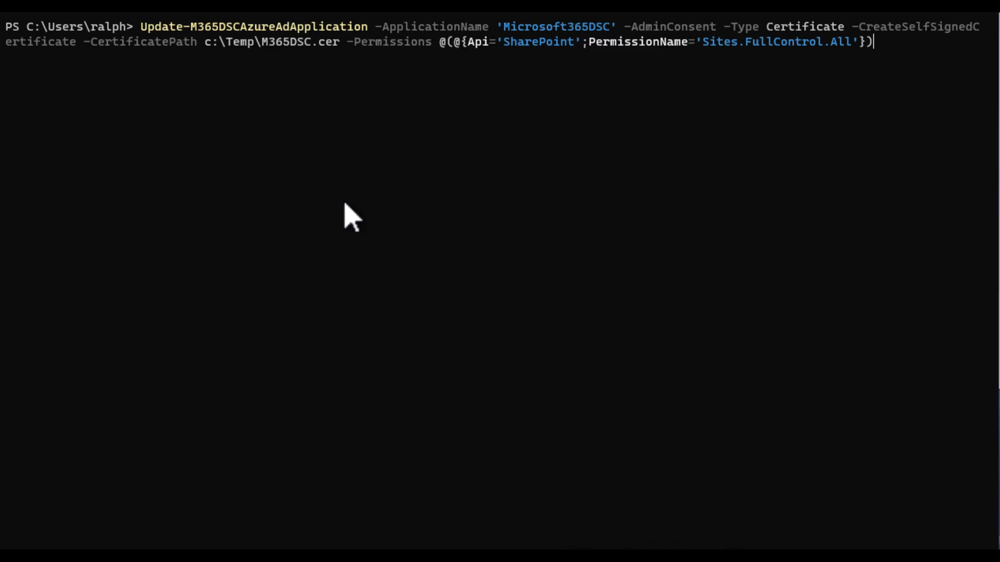 PS C:\Users\ralph> Update-M365DSCAzureAdApplication -ApplicationName 'Microsoft365DSC' -AdminConsent -Type Certificate -CreateSelfSignedC
ertificate -CertificatePath c:\Temp\M365DSC.cer -Permissions @(@{Api='SharePoint';PermissionName='Sites.FullControl.All'})